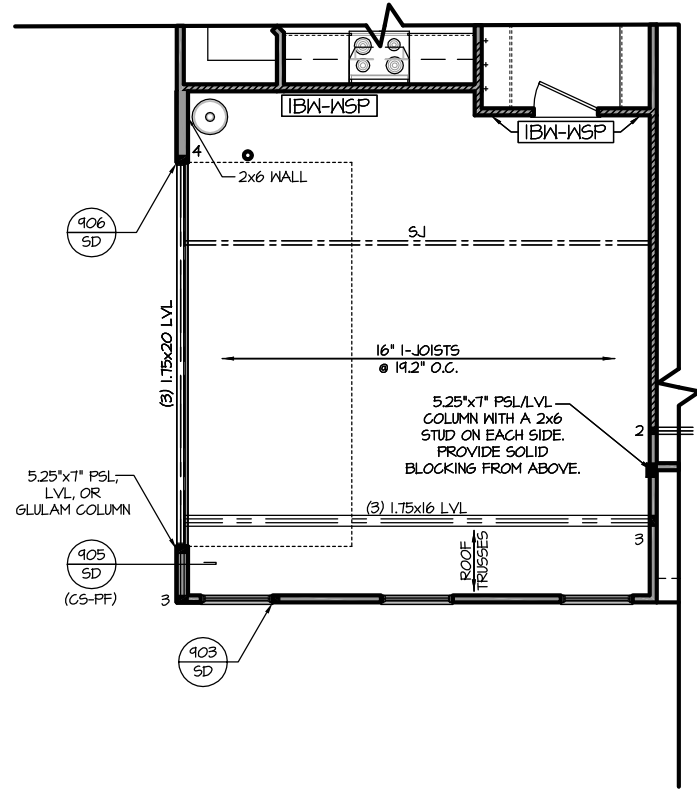 IBW-WSP
IBW-WSP
4
2x6 WALL
906
SD
SJ
(3) 1.75x20 LVL
16" I-JOISTS
@ 19.2" O.C.
5.25"x7" PSL/LVL
COLUMN WITH A 2x6
STUD ON EACH SIDE.
PROVIDE SOLID
BLOCKING FROM ABOVE.
2
5.25"x7" PSL,
LVL, OR
GLULAM COLUMN
(3) 1.75x16 LVL
3
ROOF
TRUSSES
905
SD
(CS-PF)
3
903
SD